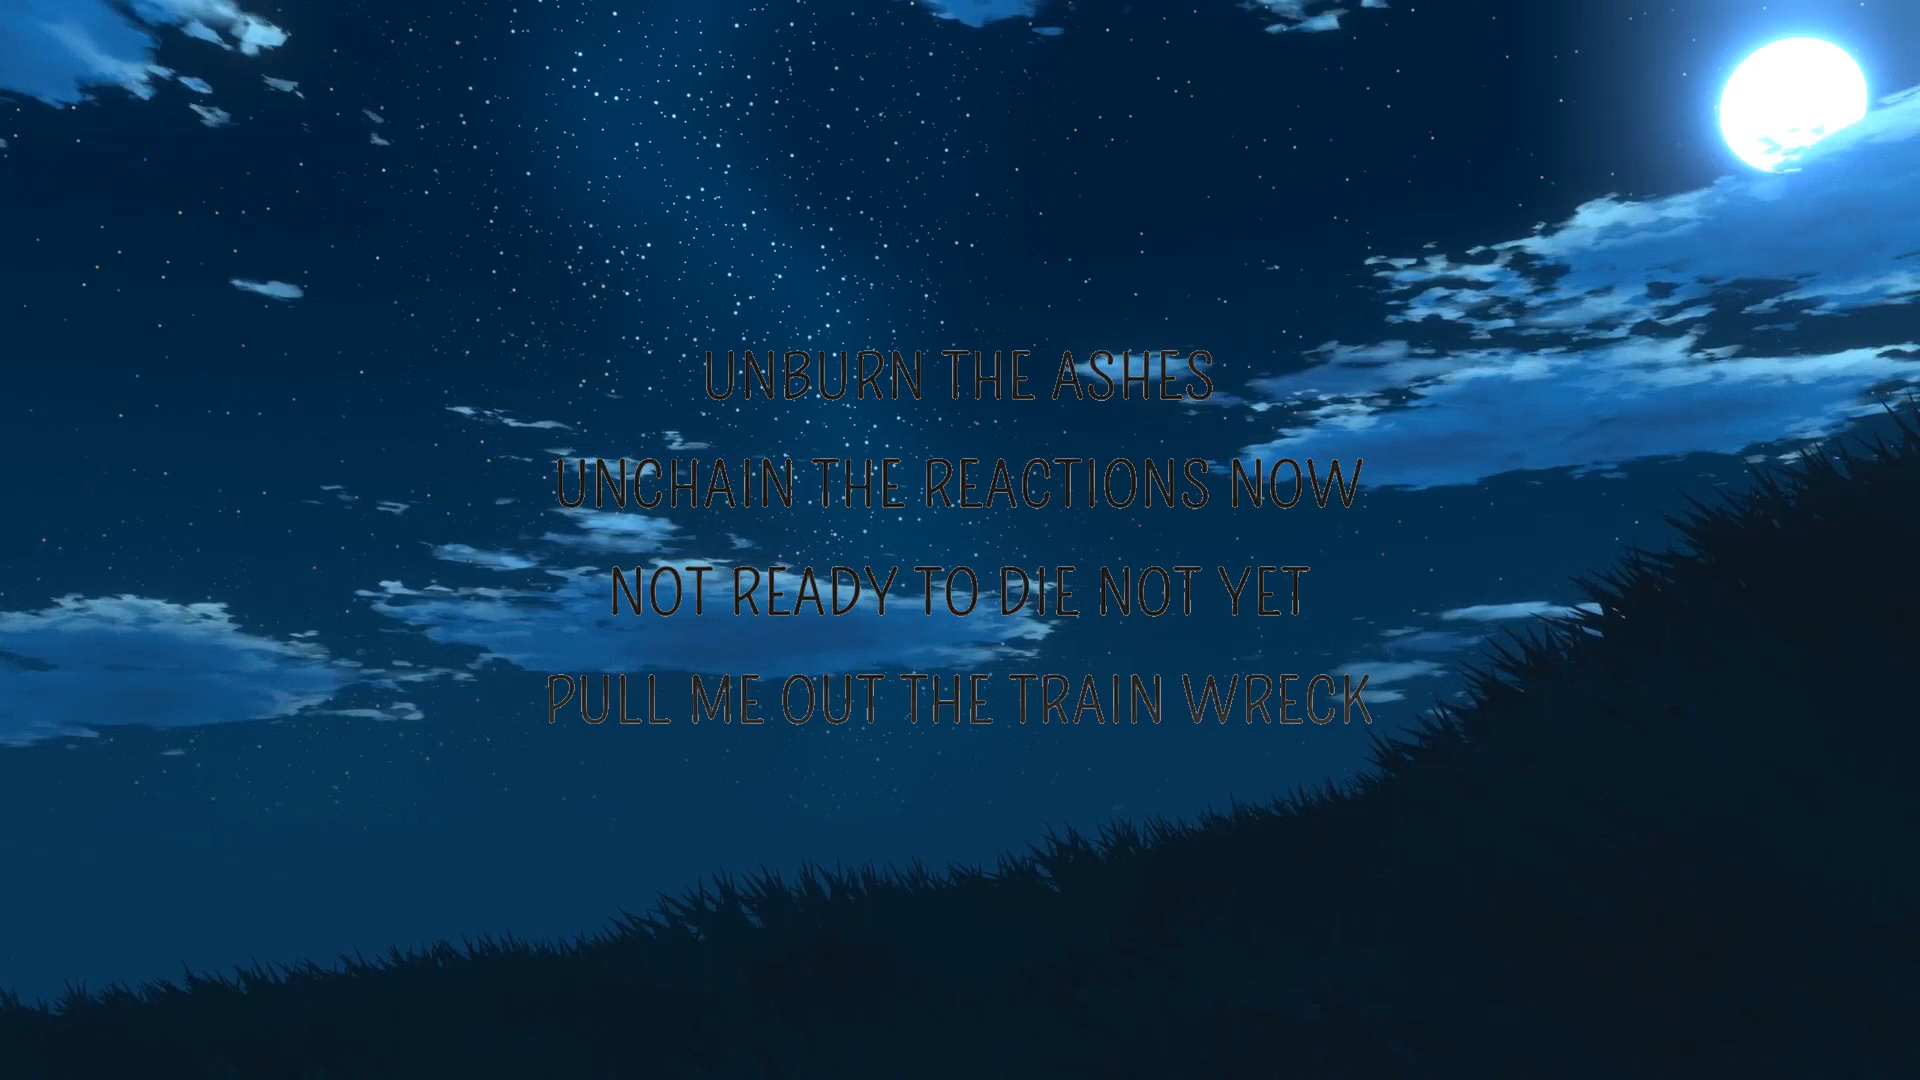 UNBURN THE ASHES
UNCHAIN THE REACTIONS NOW
NOT READY TO DIE NOT YET
PULL ME OUT THE TRAIN WRECK